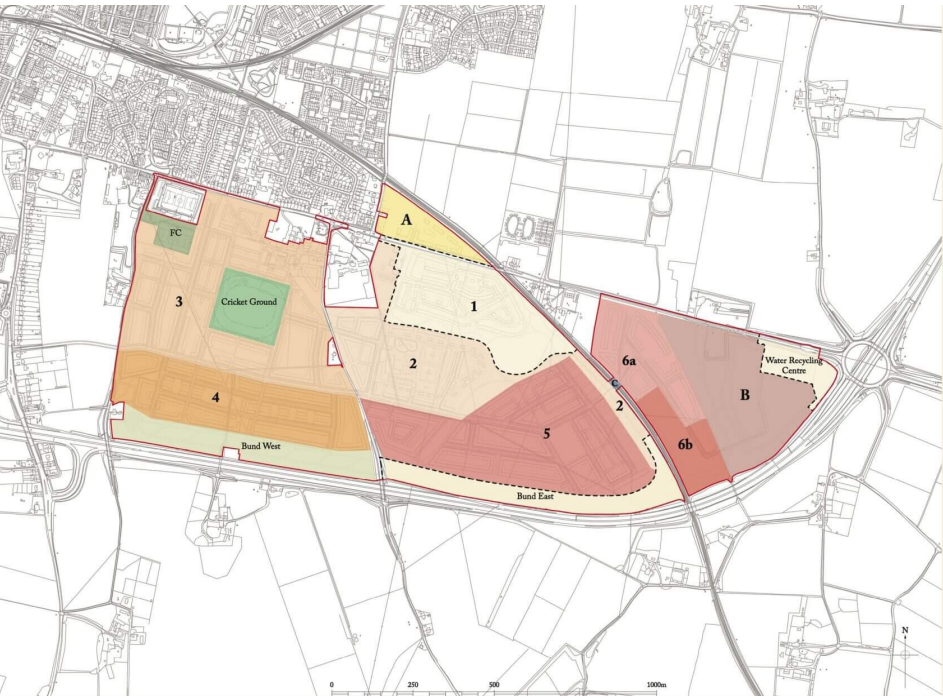 A
FC
Cricket Ground
3
1
2
6a
Water Recycling
Centre
C
B
4
2
5
6b
Bund West
Bund East
N
0 250 500 1000m